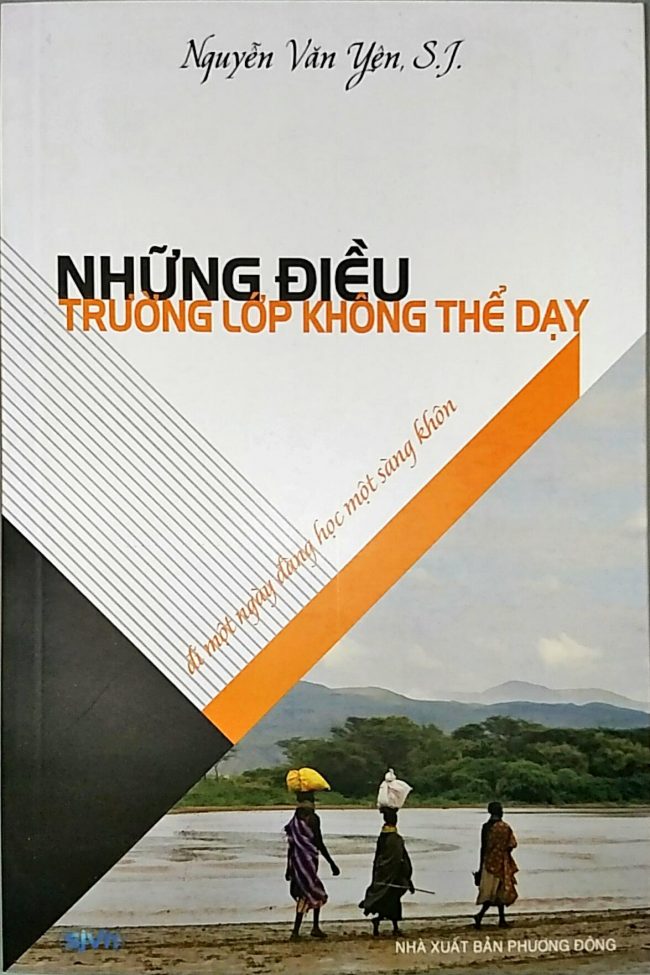 Nguyễn Văn Yên, S.J.
NHỮNG ĐIỀU
TRƯỜNG LỚP KHÔNG THỂ DẠY
đi một ngày đàng học một sàng khôn
sjvn
NHÀ XUẤT BẢN PHƯƠNG ĐÔNG